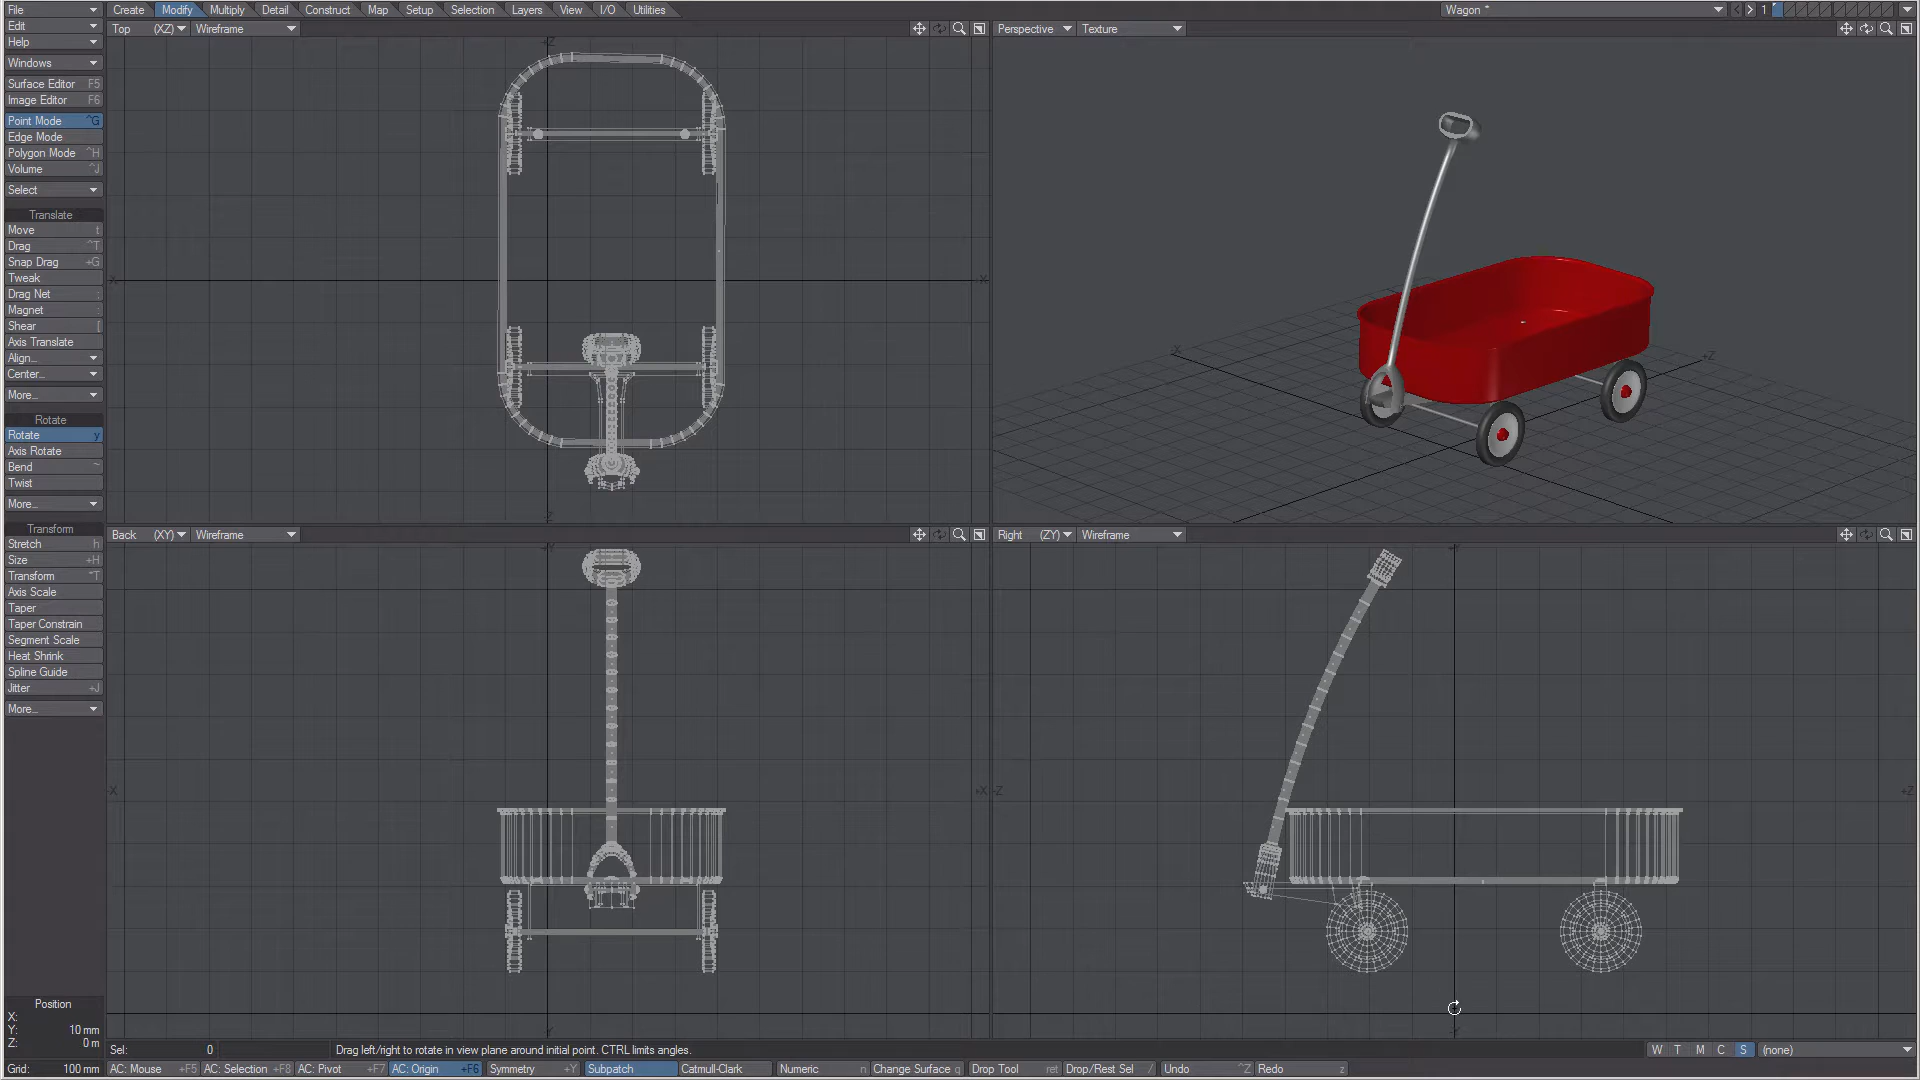 File Create Modify Multiply Detail Construct Map Setup Selection Layers View I/O Utilities Wagon * 1
Edit
Help
Windows
Surface Editor F5
Image Editor F6
Point Mode ^G
Edge Mode
Polygon Mode ^H
Volume ^J
Select
Translate
Move t
Drag ^T
Snap Drag +G
Tweak
Drag Net ;
Magnet :
Shear [
Axis Translate
Align...
Center...
More...
Rotate
Rotate y
Axis Rotate
Bend ~
Twist
More...
Transform
Stretch h
Size +H
Transform
Axis Scale
Taper
Taper Constrain
Segment Scale
Heat Shrink
Spline Guide
Jitter +J
More...
Position
X:
Y: 10 mm
Z: 0 m
Grid: 100 mm
Top (XZ) Wireframe
Z
X
X
Z
Perspective Texture
X
+Z
Back (XY) Wireframe
Y
X
+X
Right (ZY) Wireframe
Z
+Z
Sel: 0 Drag left/right to rotate in view plane around initial point. CTRL limits angles. W T M C S (none)
AC: Mouse +F5 AC: Selection +F8 AC: Pivot +F7 AC: Origin +F6 Symmetry +Y Subpatch Catmull-Clark Numeric n Change Surface q Drop Tool ret Drop/Rest Sel / Undo ^Z Redo z